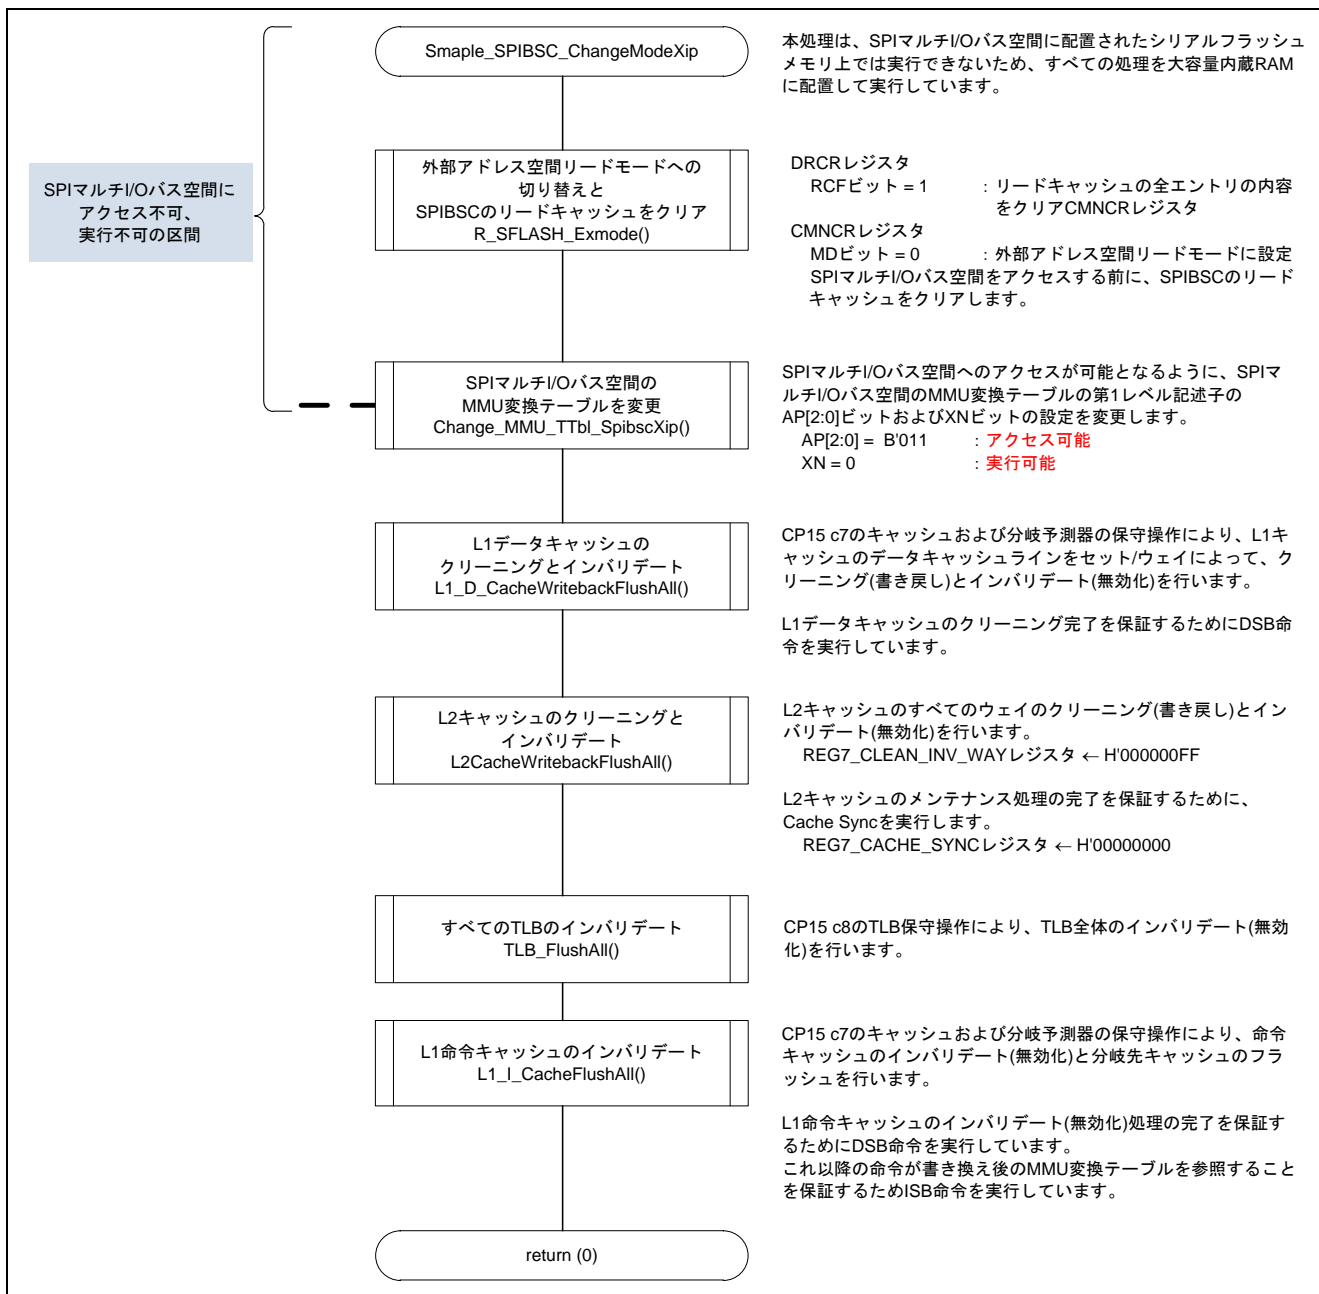 Smaple_SPIBSC_ChangeModeXip
本処理は、SPIマルチI/Oバス空間に配置されたシリアルフラッシュ
メモリ上では実行できないため、すべての処理を大容量内蔵RAM
に配置して実行しています。
SPIマルチI/Oバス空間に
アクセス不可、
実行不可の区間
外部アドレス空間リードモードへの
切り替えと
SPIBSCのリードキャッシュをクリア
R_SFLASH_Exmode()
DRCRレジスタ
RCFビット = 1 : リードキャッシュの全エントリの内容
をクリアCMNCRレジスタ
CMNCRレジスタ
MDビット = 0 : 外部アドレス空間リードモードに設定
SPIマルチI/Oバス空間をアクセスする前に、SPIBSCのリード
キャッシュをクリアします。
SPIマルチI/Oバス空間の
MMU変換テーブルを変更
Change_MMU_TTbl_SpibscXip()
SPIマルチI/Oバス空間へのアクセスが可能となるように、SPIマ
ルチI/Oバス空間のMMU変換テーブルの第1レベル記述子の
AP[2:0]ビットおよびXNビットの設定を変更します。
AP[2:0] = B'011 : アクセス可能
XN = 0 : 実行可能
L1データキャッシュの
クリーニングとインバリデート
L1_D_CacheWritebackFlushAll()
CP15 c7のキャッシュおよび分岐予測器の保守操作により、L1キ
ャッシュのデータキャッシュラインをセット/ウェイによって、ク
リーニング(書き戻し)とインバリデート(無効化)を行います。
L1データキャッシュのクリーニング完了を保証するためにDSB命
令を実行しています。
L2キャッシュのクリーニングと
インバリデート
L2CacheWritebackFlushAll()
L2キャッシュのすべてのウェイのクリーニング(書き戻し)とイン
バリデート(無効化)を行います。
REG7_CLEAN_INV_WAYレジスタ ← H'000000FF
L2キャッシュのメンテナンス処理の完了を保証するために、
Cache Syncを実行します。
REG7_CACHE_SYNCレジスタ ← H'00000000
すべてのTLBのインバリデート
TLB_FlushAll()
CP15 c8のTLB保守操作により、TLB全体のインバリデート(無効
化)を行います。
L1命令キャッシュのインバリデート
L1_I_CacheFlushAll()
CP15 c7のキャッシュおよび分岐予測器の保守操作により、命令
キャッシュのインバリデート(無効化)と分岐先キャッシュのフラ
ッシュを行います。
L1命令キャッシュのインバリデート(無効化)処理の完了を保証す
るためにDSB命令を実行しています。
これ以降の命令が書き換え後のMMU変換テーブルを参照すること
を保証するためISB命令を実行しています。
return (0)